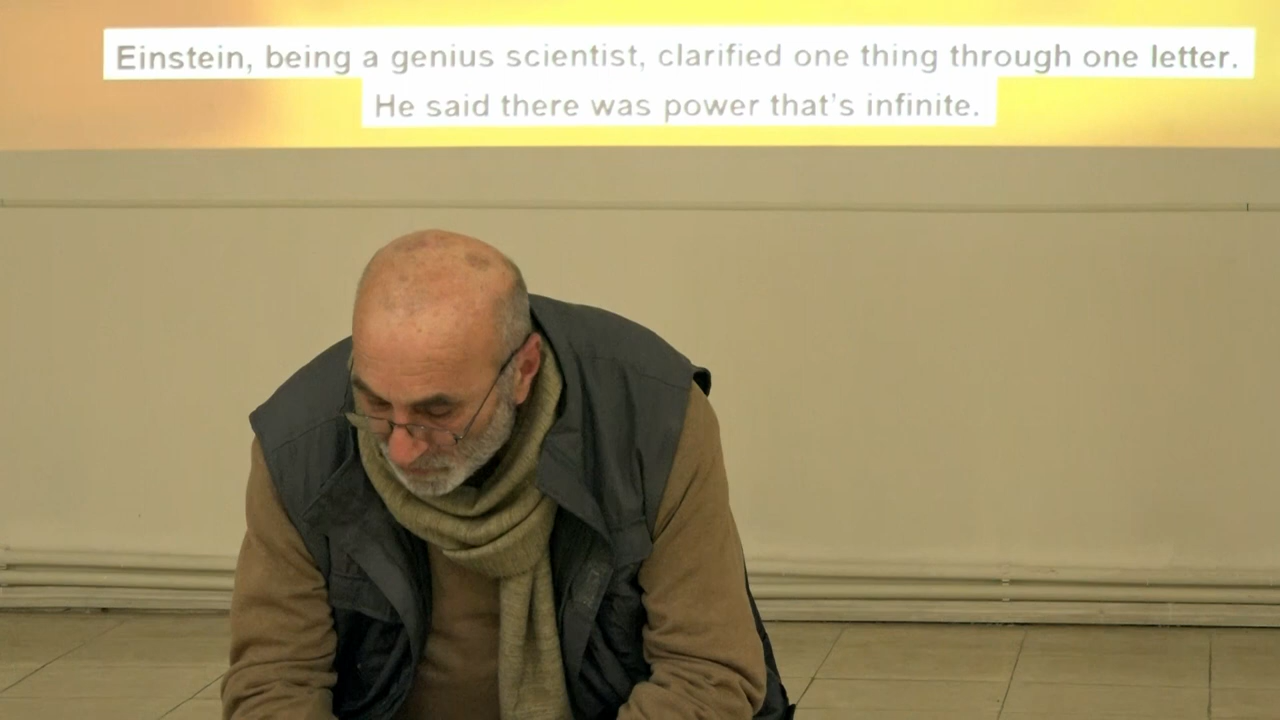 Einstein, being a genius scientist, clarified one thing through one letter.
He said there was power that's infinite.